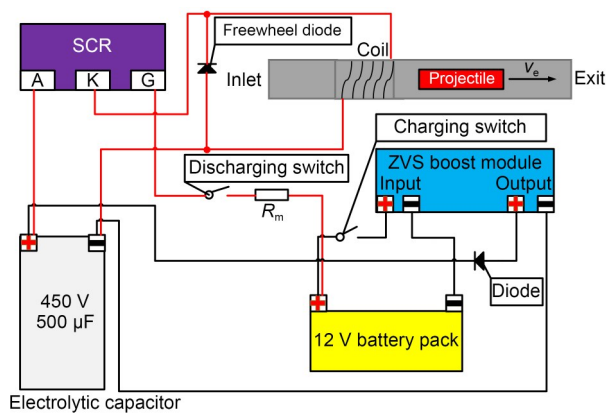 SCR
A K G
Freewheel diode
Coil
Inlet
Projectile
Ve
Exit
Charging switch
Discharging switch
Rm
ZVS boost module
Input Output
+ − + −
+ −
Diode
450 V
500 µF
+ −
12 V battery pack
Electrolytic capacitor